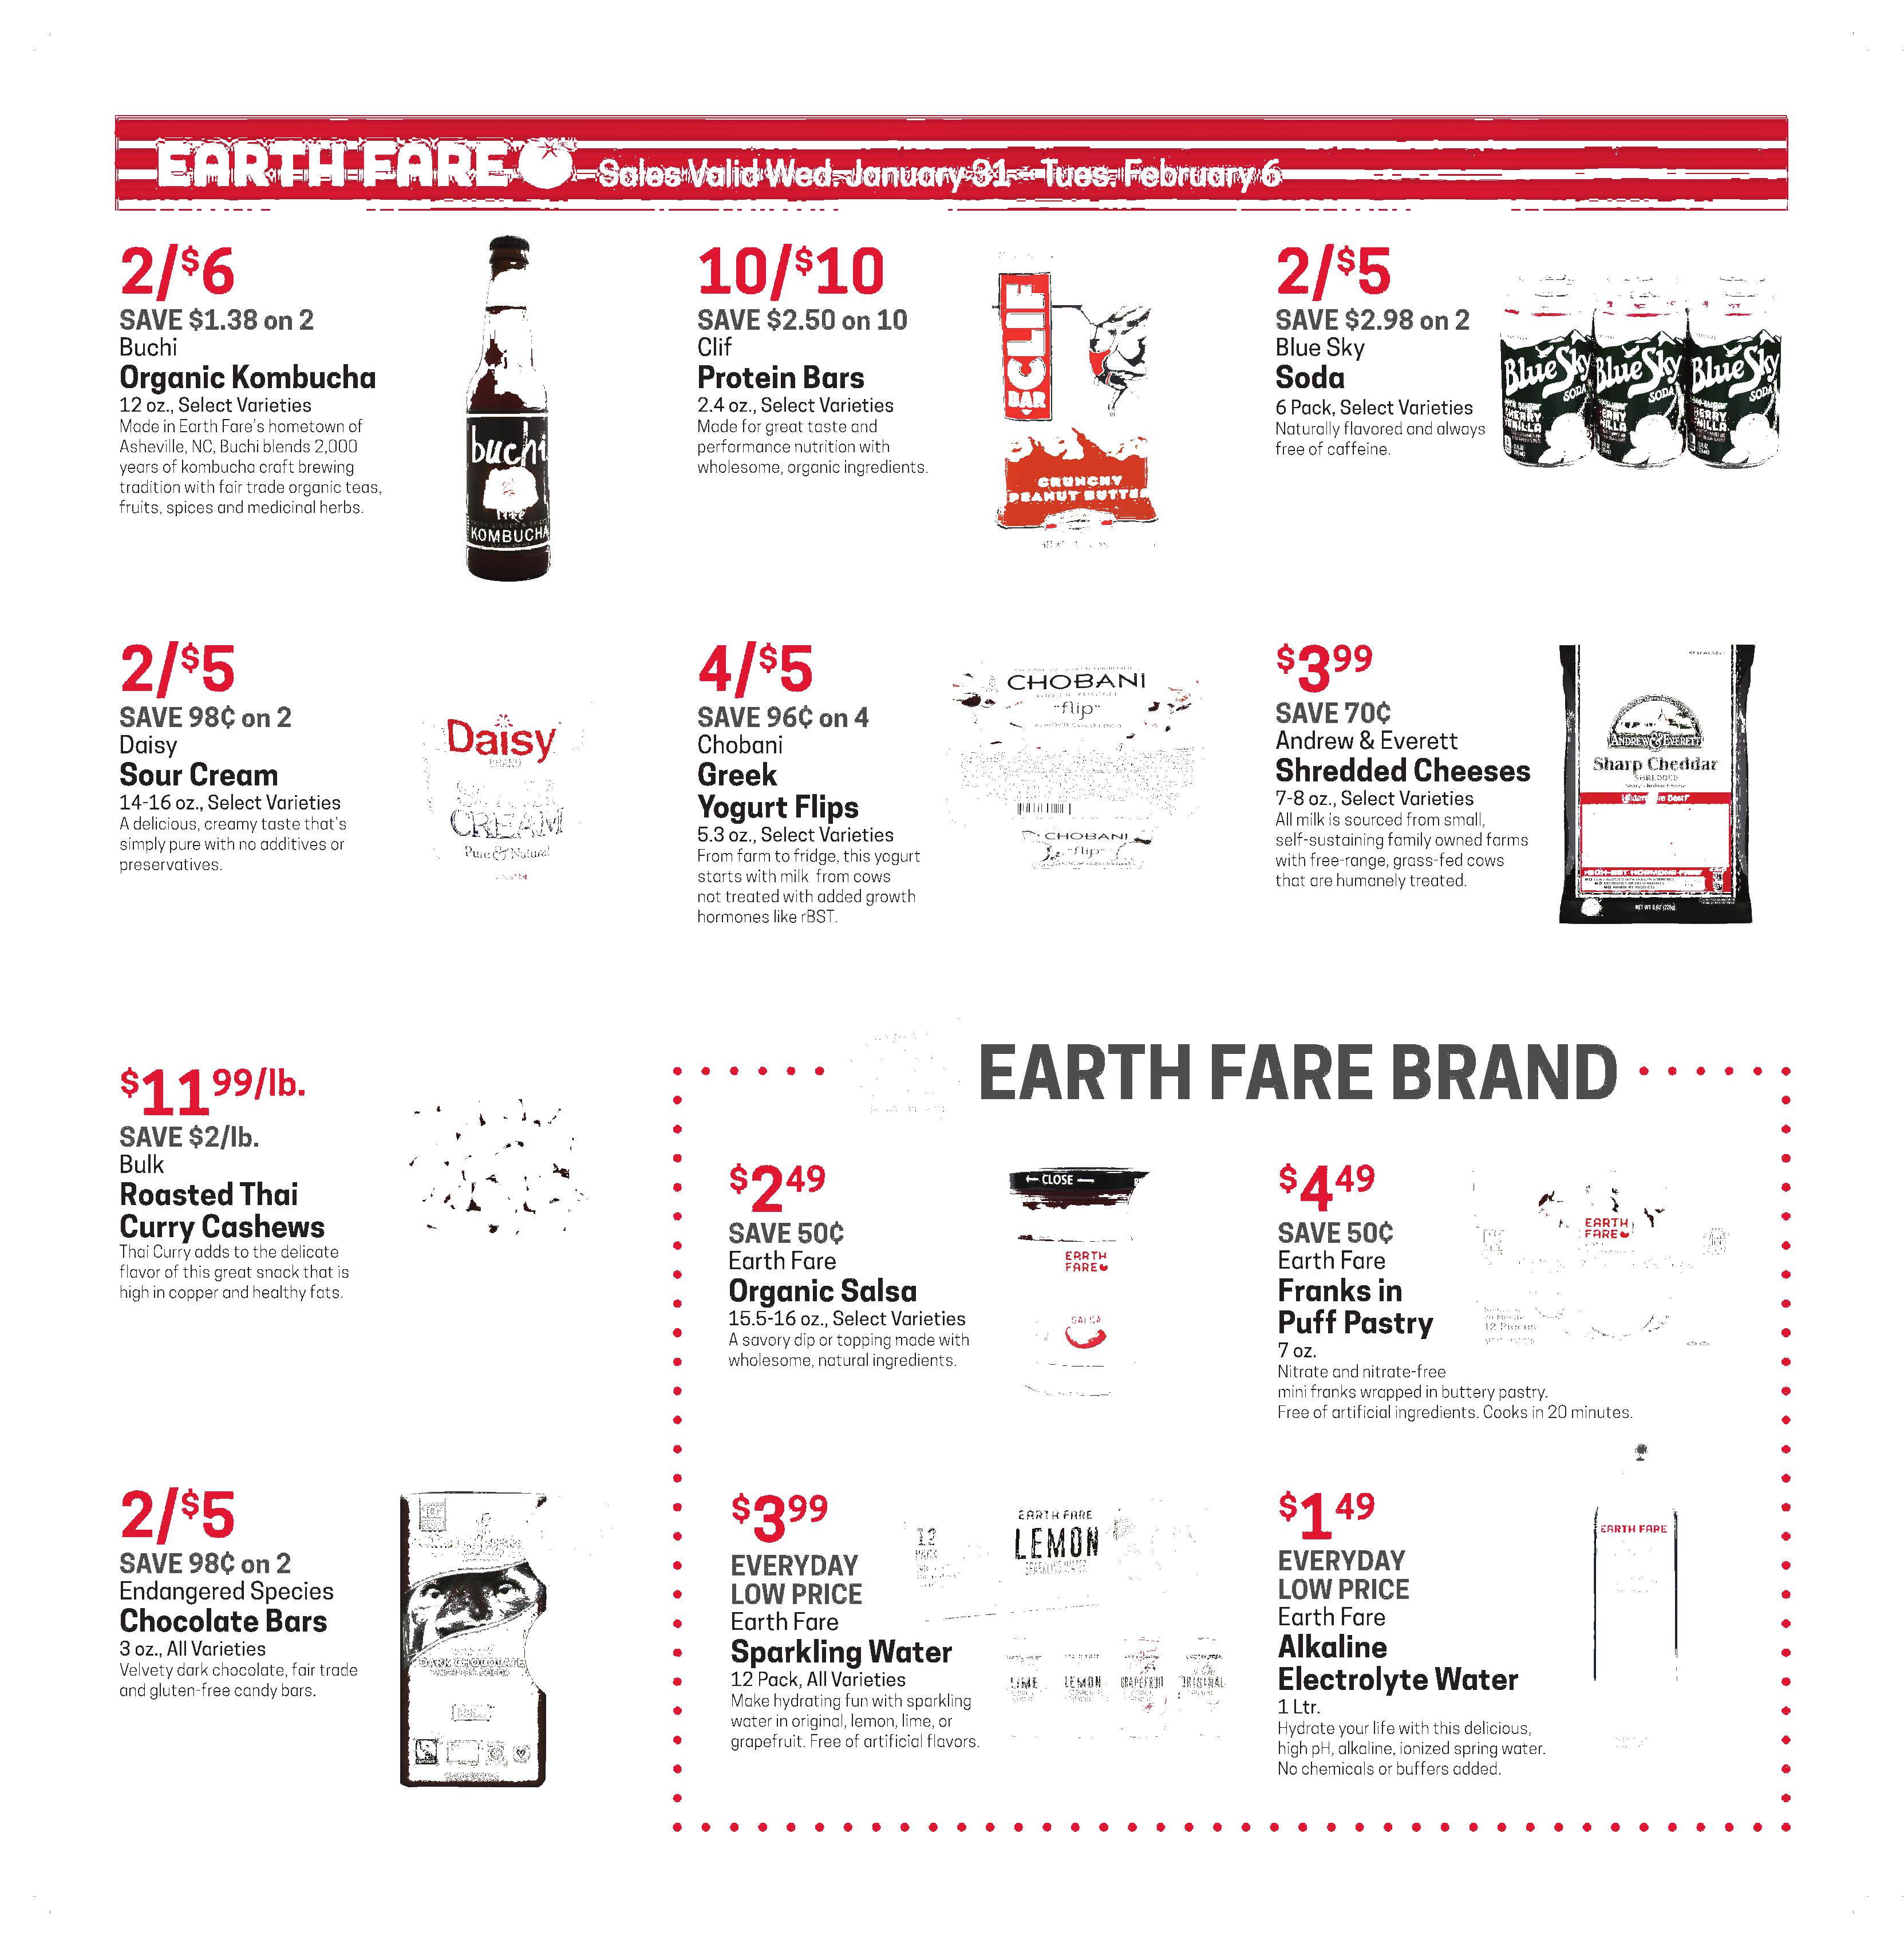 EARTH FARE Sales Valid Wed. January 31 - Tues. February 6
2/$6
SAVE $1.38 on 2
Buchi
Organic Kombucha
12 oz., Select Varieties
Made in Earth Fare's hometown of
Asheville, NC, Buchi blends 2,000
years of kombucha craft brewing
tradition with fair trade organic teas,
fruits, spices and medicinal herbs.
buchi
FIRE
KOMBUCHA
10/$10
SAVE $2.50 on 10
Clif
Protein Bars
2.4 oz., Select Varieties
Made for great taste and
performance nutrition with
wholesome, organic ingredients.
CLIF
BAR
CRUNCHY
PEANUT BUTTER
2/$5
SAVE $2.98 on 2
Blue Sky
Soda
6 Pack, Select Varieties
Naturally flavored and always
free of caffeine.
Blue Sky Blue Sky Blue Sky
SODA SODA SODA
2/$5
SAVE 98¢ on 2
Daisy
Sour Cream
14-16 oz., Select Varieties
A delicious, creamy taste that's
simply pure with no additives or
preservatives.
Daisy
BRAND
SOUR
CREAM
Pure & Natural
4/$5
SAVE 96¢ on 4
Chobani
Greek
Yogurt Flips
5.3 oz., Select Varieties
From farm to fridge, this yogurt
starts with milk from cows
not treated with added growth
hormones like rBST.
CHOBANI
flip
CHOBANI
flip
$3.99
SAVE 70¢
Andrew & Everett
Shredded Cheeses
7-8 oz., Select Varieties
All milk is sourced from small,
self-sustaining family owned farms
with free-range, grass-fed cows
that are humanely treated.
ANDREW & EVERETT
Sharp Cheddar
SHREDDED
$11.99/lb.
SAVE $2/lb.
Bulk
Roasted Thai
Curry Cashews
Thai Curry adds to the delicate
flavor of this great snack that is
high in copper and healthy fats.
2/$5
SAVE 98¢ on 2
Endangered Species
Chocolate Bars
3 oz., All Varieties
Velvety dark chocolate, fair trade
and gluten-free candy bars.
DARK CHOCOLATE
EARTH FARE BRAND
$2.49
SAVE 50¢
Earth Fare
Organic Salsa
15.5-16 oz., Select Varieties
A savory dip or topping made with
wholesome, natural ingredients.
CLOSE
EARTH
FARE
SALSA
$4.49
SAVE 50¢
Earth Fare
Franks in
Puff Pastry
7 oz.
Nitrate and nitrate-free
mini franks wrapped in buttery pastry.
Free of artificial ingredients. Cooks in 20 minutes.
EARTH
FARE
12 Pieces
$3.99
EVERYDAY
LOW PRICE
Earth Fare
Sparkling Water
12 Pack, All Varieties
Make hydrating fun with sparkling
water in original, lemon, lime, or
grapefruit. Free of artificial flavors.
12
PACK
EARTH FARE
LEMON
SPARKLING WATER
LIME LEMON GRAPEFRUIT ORIGINAL
$1.49
EVERYDAY
LOW PRICE
Earth Fare
Alkaline
Electrolyte Water
1 Ltr.
Hydrate your life with this delicious,
high pH, alkaline, ionized spring water.
No chemicals or buffers added.
EARTH FARE